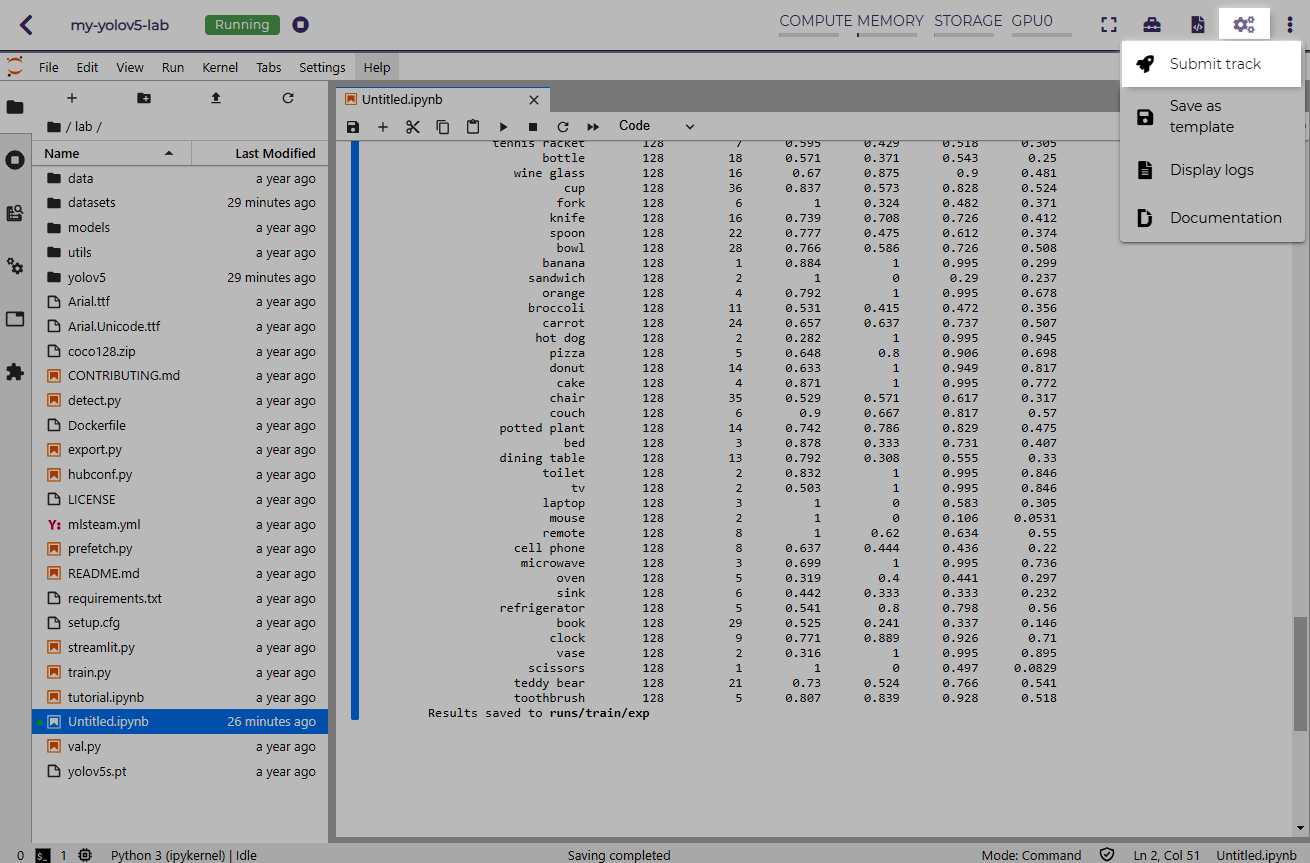 my-yolov5-lab Running COMPUTE MEMORY STORAGE GPU0
Submit track
Save as
template
Display logs
Documentation
File Edit View Run Kernel Tabs Settings Help
/ lab /
Name Last Modified
data a year ago
datasets 29 minutes ago
models a year ago
utils a year ago
yolov5 29 minutes ago
Arial.ttf a year ago
Arial.Unicode.ttf a year ago
coco128.zip a year ago
CONTRIBUTING.md a year ago
detect.py a year ago
Dockerfile a year ago
export.py a year ago
hubconf.py a year ago
LICENSE a year ago
Y: mlsteam.yml a year ago
prefetch.py a year ago
README.md a year ago
requirements.txt a year ago
setup.cfg a year ago
streamlit.py a year ago
train.py a year ago
tutorial.ipynb a year ago
Untitled.ipynb 26 minutes ago
val.py a year ago
yolov5s.pt a year ago
Untitled.ipynb
Code
tennis racket 128 7 0.595 0.429 0.518 0.305
bottle 128 18 0.571 0.371 0.543 0.25
wine glass 128 16 0.67 0.875 0.9 0.481
cup 128 36 0.837 0.573 0.828 0.524
fork 128 6 1 0.324 0.482 0.371
knife 128 16 0.739 0.708 0.726 0.412
spoon 128 22 0.777 0.475 0.612 0.374
bowl 128 28 0.766 0.586 0.726 0.508
banana 128 1 0.884 1 0.995 0.299
sandwich 128 2 1 0 0.29 0.237
orange 128 4 0.792 1 0.995 0.678
broccoli 128 11 0.531 0.415 0.472 0.356
carrot 128 24 0.657 0.637 0.737 0.507
hot dog 128 2 0.282 1 0.995 0.945
pizza 128 5 0.648 0.8 0.906 0.698
donut 128 14 0.633 1 0.949 0.817
cake 128 4 0.871 1 0.995 0.772
chair 128 35 0.529 0.571 0.617 0.317
couch 128 6 0.9 0.667 0.817 0.57
potted plant 128 14 0.742 0.786 0.829 0.475
bed 128 3 0.878 0.333 0.731 0.407
dining table 128 13 0.792 0.308 0.555 0.33
toilet 128 2 0.832 1 0.995 0.846
tv 128 2 0.503 1 0.995 0.846
laptop 128 3 1 0 0.583 0.305
mouse 128 2 1 0 0.106 0.0531
remote 128 8 1 0.62 0.634 0.55
cell phone 128 8 0.637 0.444 0.436 0.22
microwave 128 3 0.699 1 0.995 0.736
oven 128 5 0.319 0.4 0.441 0.297
sink 128 6 0.442 0.333 0.333 0.232
refrigerator 128 5 0.541 0.8 0.798 0.56
book 128 29 0.525 0.241 0.337 0.146
clock 128 9 0.771 0.889 0.926 0.71
vase 128 2 0.316 1 0.995 0.895
scissors 128 1 1 0 0.497 0.0829
teddy bear 128 21 0.73 0.524 0.766 0.541
toothbrush 128 5 0.807 0.839 0.928 0.518
Results saved to runs/train/exp
0 1 Python 3 (ipykernel) | Idle Saving completed Mode: Command Ln 2, Col 51 Untitled.ipynb